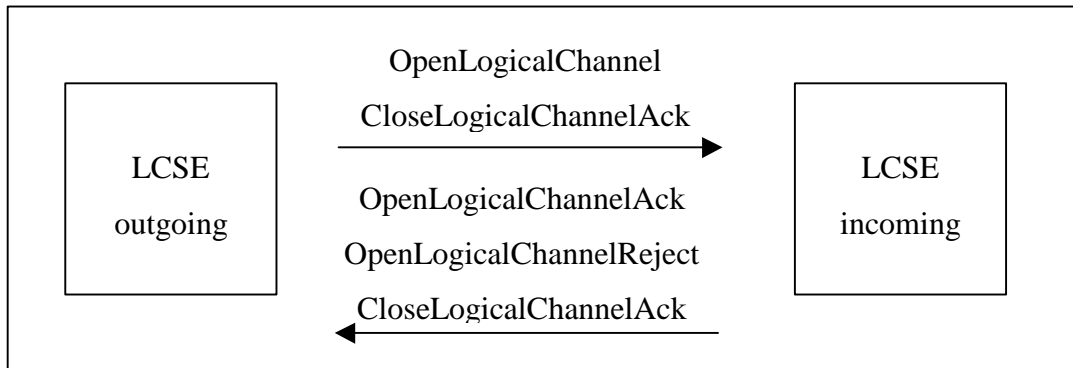 OpenLogicalChannel
CloseLogicalChannelAck
LCSE
outgoing
LCSE
incoming
OpenLogicalChannelAck
OpenLogicalChannelReject
CloseLogicalChannelAck